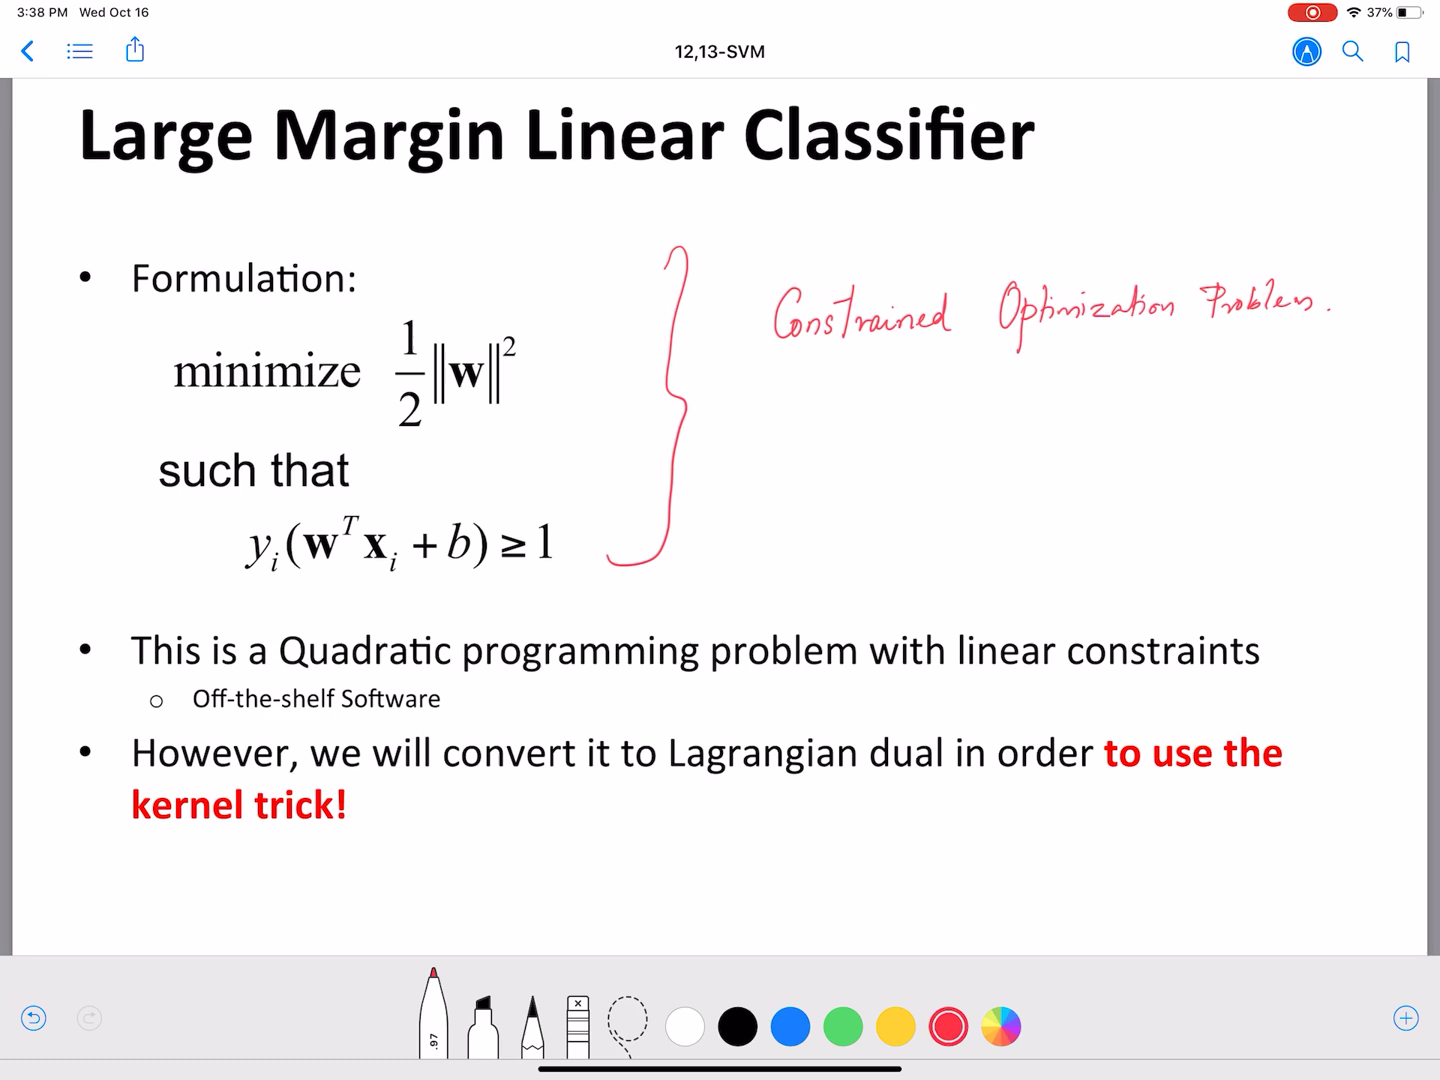 3:38 PM Wed Oct 16 37%
12,13-SVM
Large Margin Linear Classifier
• Formulation:
minimize 1/2 ‖w‖²
such that
yᵢ(wᵀxᵢ + b) ≥ 1
Constrained Optimization Problem.
• This is a Quadratic programming problem with linear constraints
o Off-the-shelf Software
• However, we will convert it to Lagrangian dual in order to use the
kernel trick!
.97